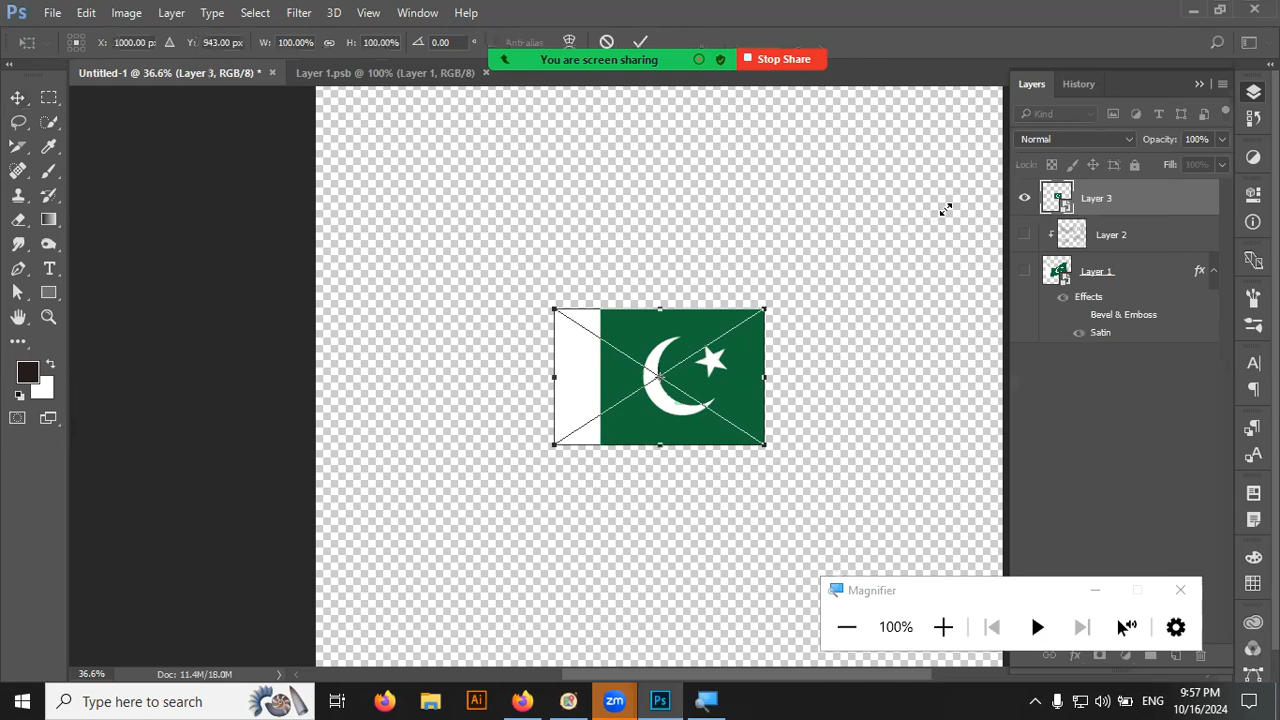 Ps File Edit Image Layer Type Select Filter 3D View Window Help
X: 1000.00 px Y: 943.00 px W: 100.00% H: 100.00% 0.00 ° Anti-alias
You are screen sharing Stop Share
Untitled-1 @ 36.6% (Layer 3, RGB/8) * × Layer 1.psb @ 100% (Layer 1, RGB/8) ×
Layers History
Kind
Normal Opacity: 100%
Lock: Fill: 100%
Layer 3
Layer 2
Layer 1 fx
Effects
Bevel & Emboss
Satin
Magnifier
100%
36.6% Doc: 11.4M/18.0M
Type here to search Ai zm Ps ENG 9:57 PM
10/16/2024